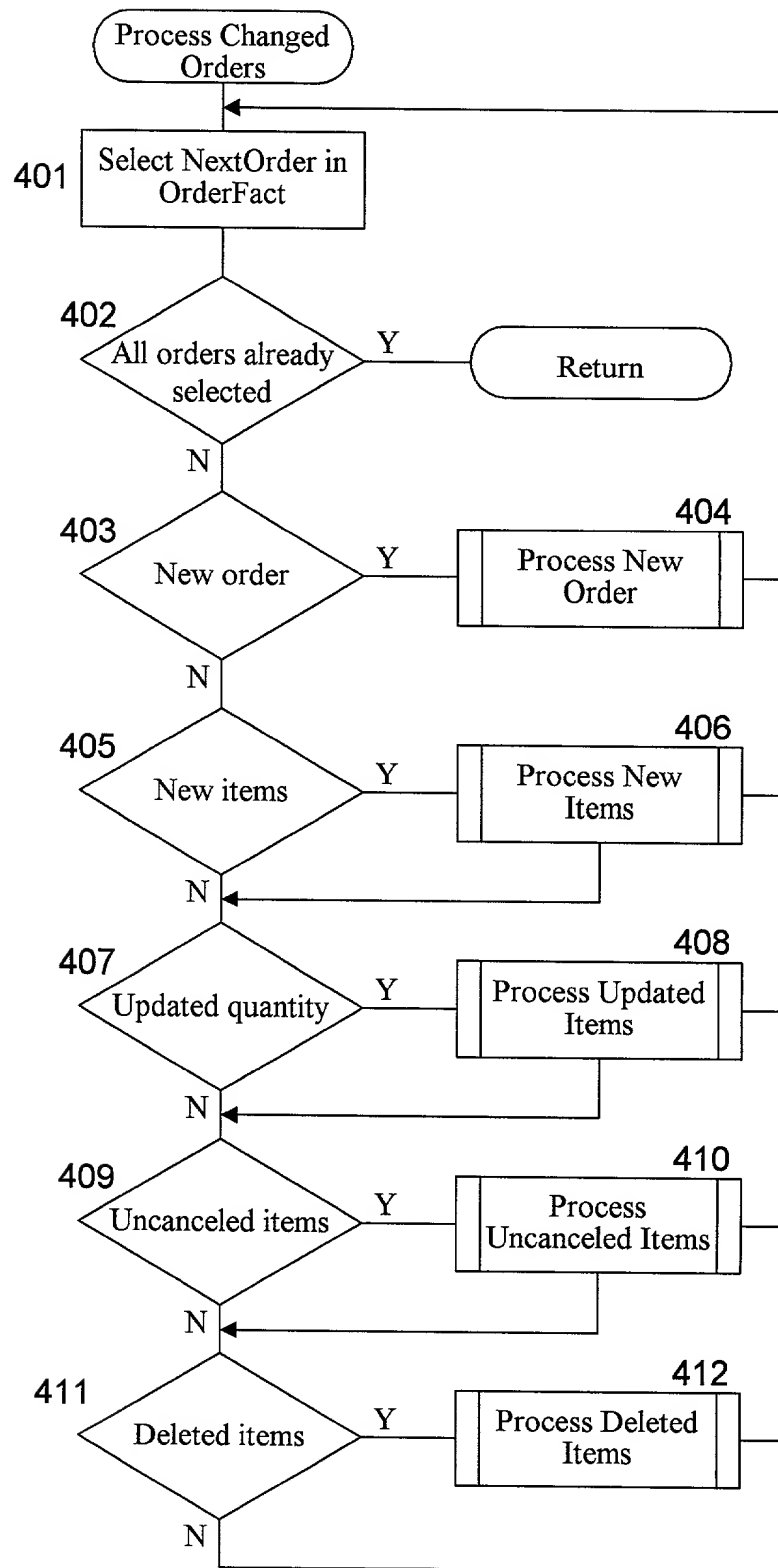 Process Changed
Orders
401
Select NextOrder in
OrderFact
402
All orders already
selected
Y
Return
N
403
New order
Y
404
Process New
Order
N
405
New items
Y
406
Process New
Items
N
407
Updated quantity
Y
408
Process Updated
Items
N
409
Uncanceled items
Y
410
Process
Uncanceled Items
N
411
Deleted items
Y
412
Process Deleted
Items
N